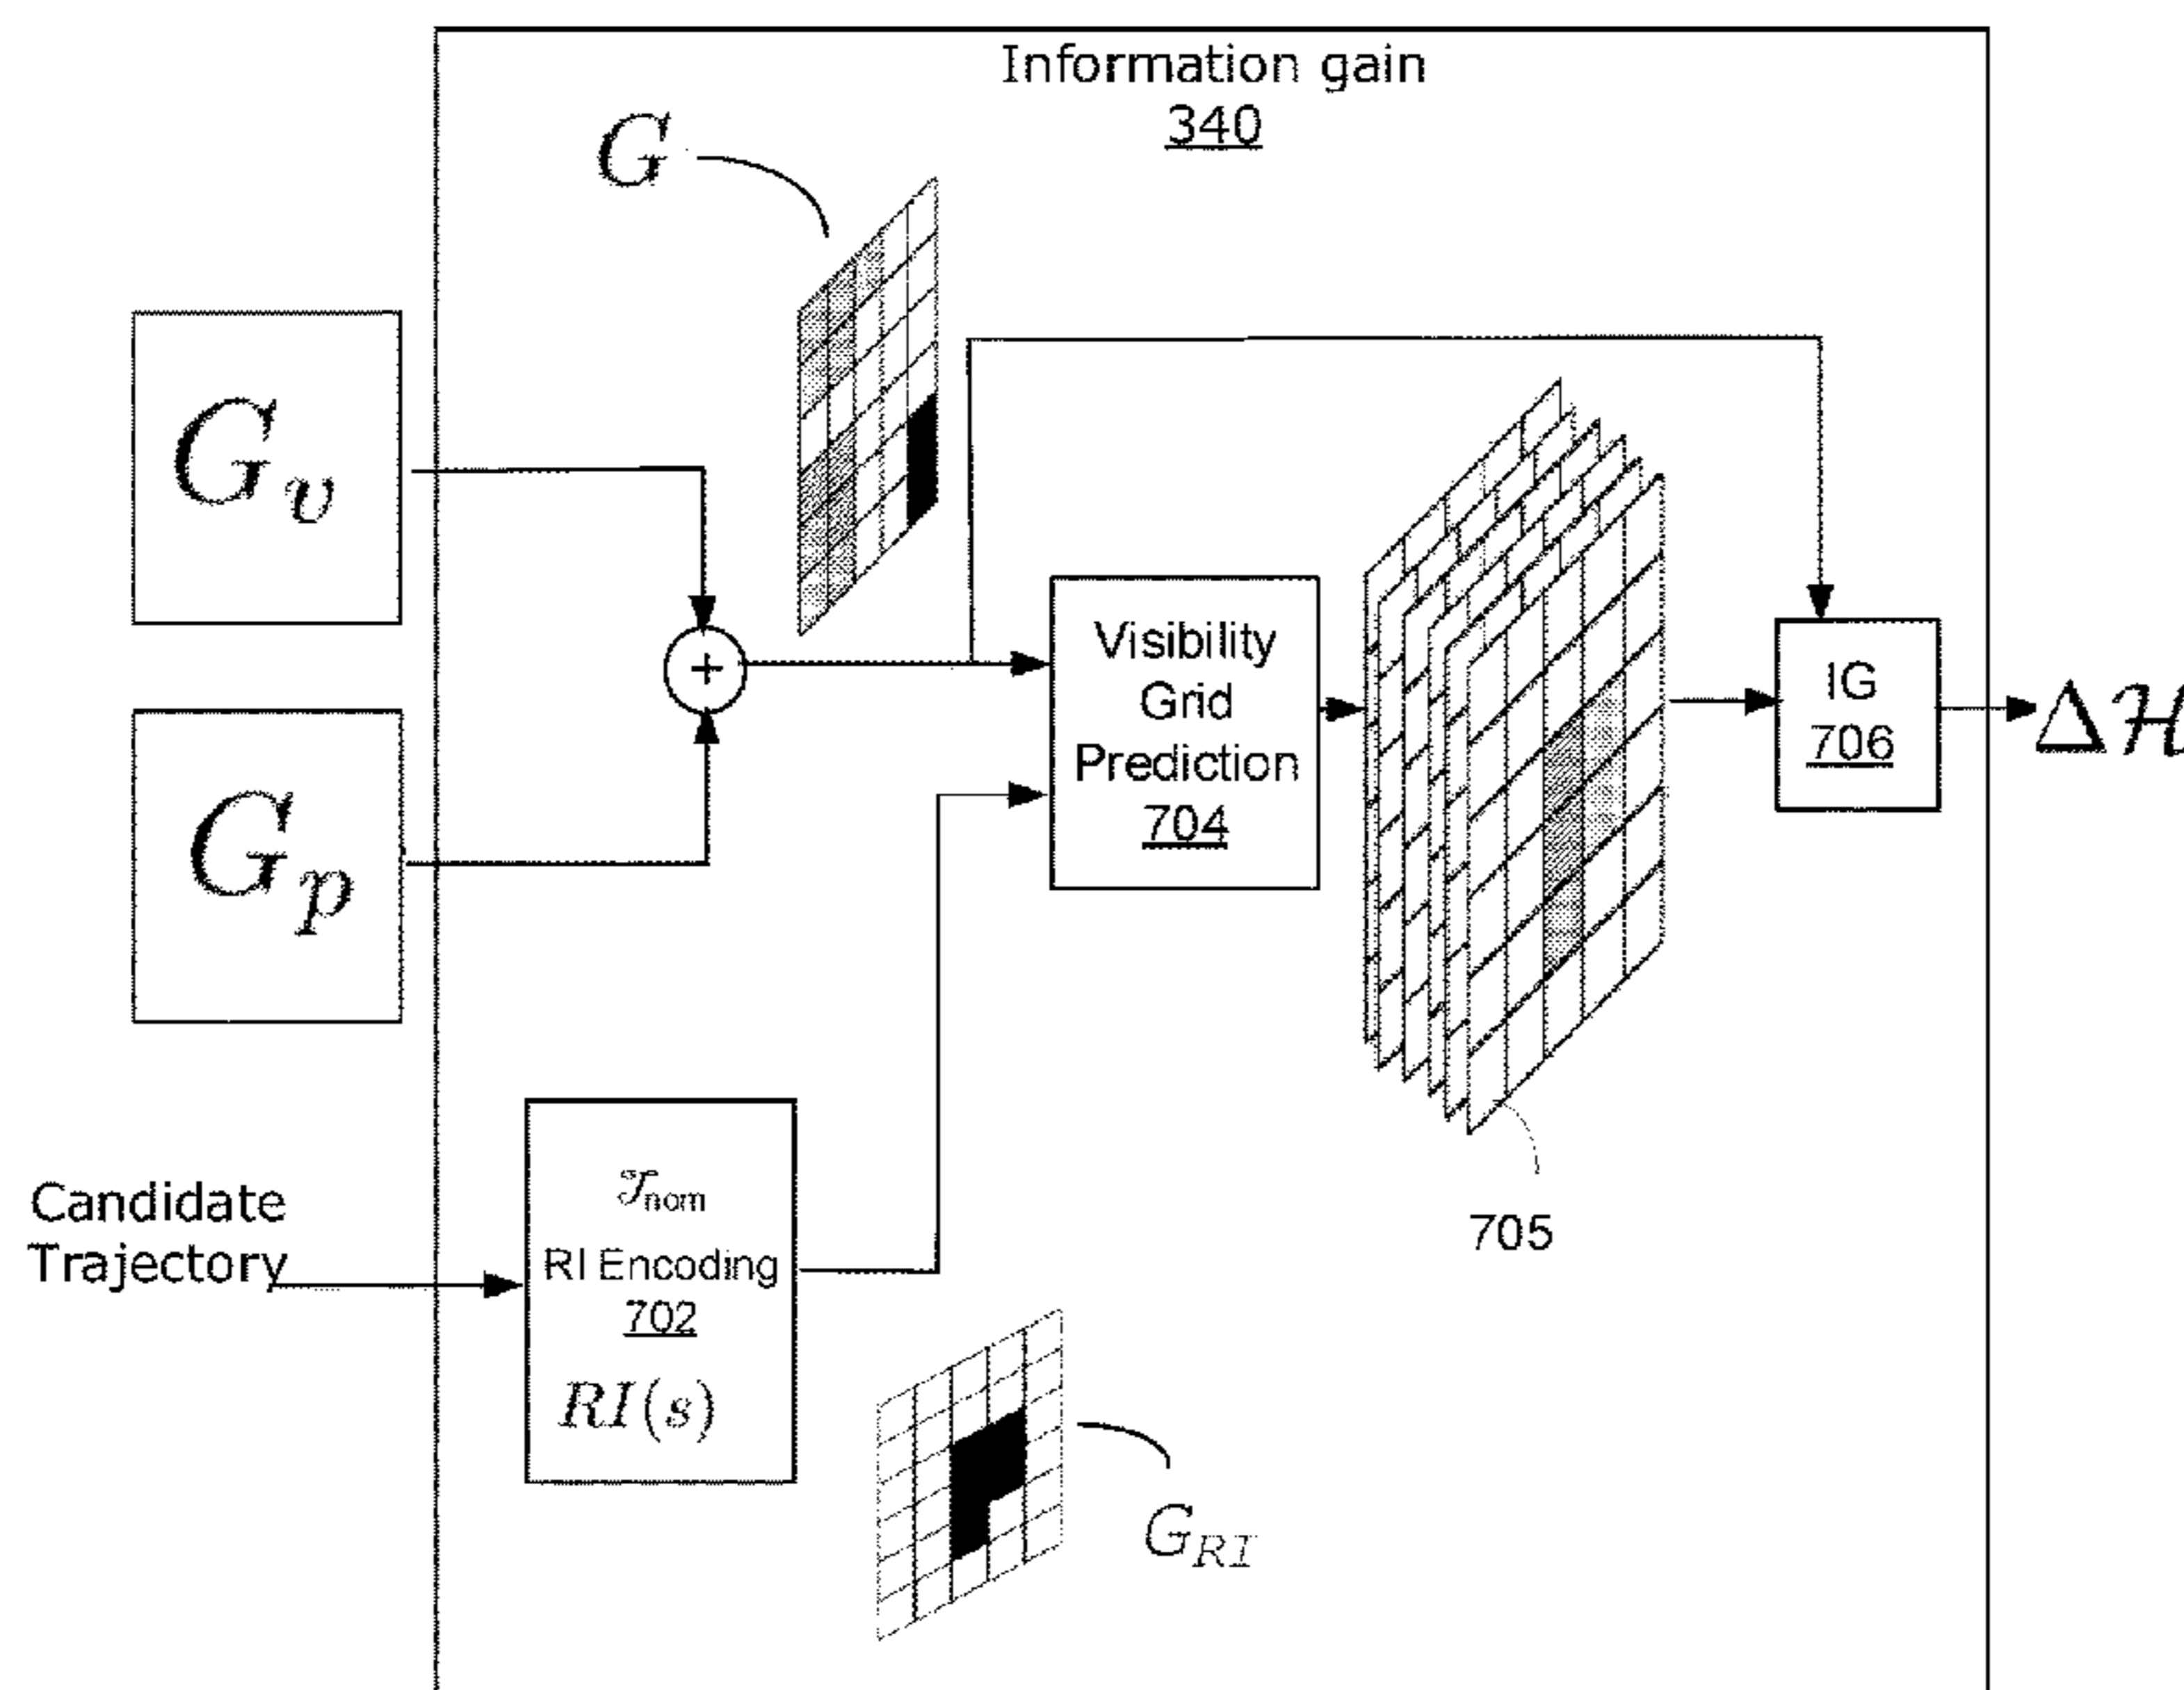 Information gain
340
G
G_v
+
Visibility
Grid
Prediction
704
IG
706
Δℋ
G_p
Candidate
Trajectory
𝒯_nom
RI Encoding
702
RI(s)
705
G_RI